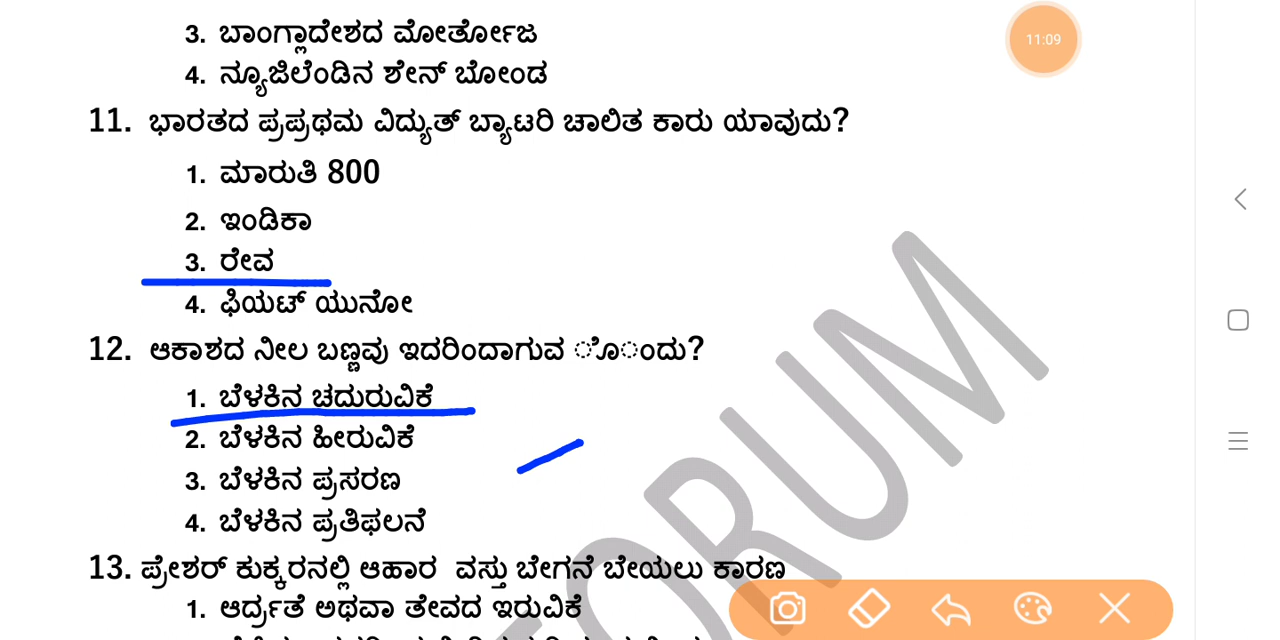 3. ಬಾಂಗ್ಲಾದೇಶದ ಮೋರ್ತೋಜ
11:09
4. ನ್ಯೂಜಿಲೆಂಡಿನ ಶೇನ್ ಬೋಂಡ
11. ಭಾರತದ ಪ್ರಪ್ರಥಮ ವಿದ್ಯುತ್ ಬ್ಯಾಟರಿ ಚಾಲಿತ ಕಾರು ಯಾವುದು?
1. ಮಾರುತಿ 800
2. ಇಂಡಿಕಾ
3. ರೇವ
4. ಫಿಯಟ್ ಯುನೋ
12. ಆಕಾಶದ ನೀಲ ಬಣ್ಣವು ಇದರಿಂದಾಗುವ ೊಂದು?
1. ಬೆಳಕಿನ ಚದುರುವಿಕೆ
2. ಬೆಳಕಿನ ಹೀರುವಿಕೆ
3. ಬೆಳಕಿನ ಪ್ರಸರಣ
4. ಬೆಳಕಿನ ಪ್ರತಿಫಲನೆ
13. ಪ್ರೇಶರ್ ಕುಕ್ಕರನಲ್ಲಿ ಆಹಾರ ವಸ್ತು ಬೇಗನೆ ಬೇಯಲು ಕಾರಣ
1. ಆರ್ದ್ರತೆ ಅಥವಾ ತೇವದ ಇರುವಿಕೆ
FORUM